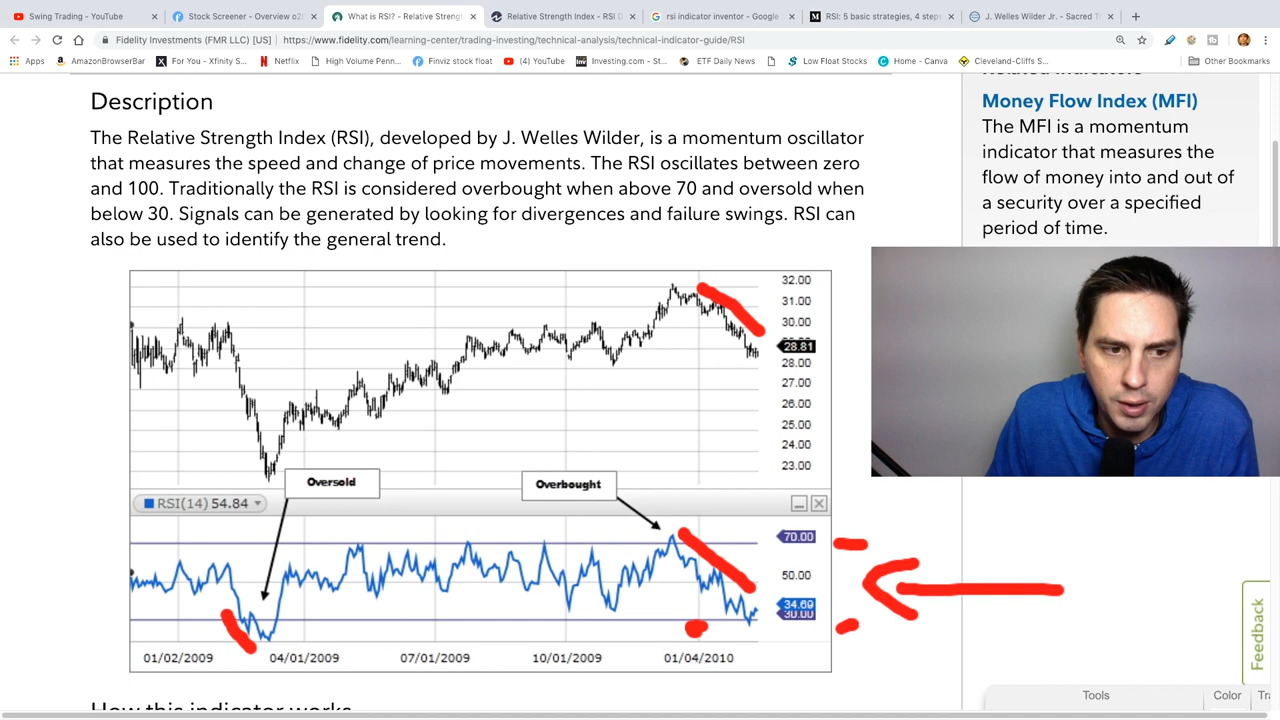 Swing Trading - YouTube
Stock Screener - Overview
What is RSI? - Relative Streng
Relative Strength Index - RSI D
rsi indicator inventor - Google
RSI: 5 basic strategies, 4 step
J. Welles Wilder Jr. - Sacred T
Fidelity Investments (FMR LLC) [US] https://www.fidelity.com/learning-center/trading-investing/technical-analysis/technical-indicator-guide/RSI
Apps AmazonBrowserBar For You - Xfinity S... Netflix High Volume Penn... Finviz stock float (4) YouTube Investing.com - St... ETF Daily News Low Float Stocks Home - Canva Cleveland-Cliffs S... Other Bookmarks
Description
The Relative Strength Index (RSI), developed by J. Welles Wilder, is a momentum oscillator
that measures the speed and change of price movements. The RSI oscillates between zero
and 100. Traditionally the RSI is considered overbought when above 70 and oversold when
below 30. Signals can be generated by looking for divergences and failure swings. RSI can
also be used to identify the general trend.
Related Indicators
Money Flow Index (MFI)
The MFI is a momentum
indicator that measures the
flow of money into and out of
a security over a specified
period of time.
32.00
31.00
30.00
28.81
28.00
27.00
26.00
25.00
24.00
23.00
Oversold
Overbought
RSI(14) 54.84
70.00
50.00
34.69
30.00
01/02/2009 04/01/2009 07/01/2009 10/01/2009 01/04/2010
How this indicator works
Feedback
Tools Color Tr